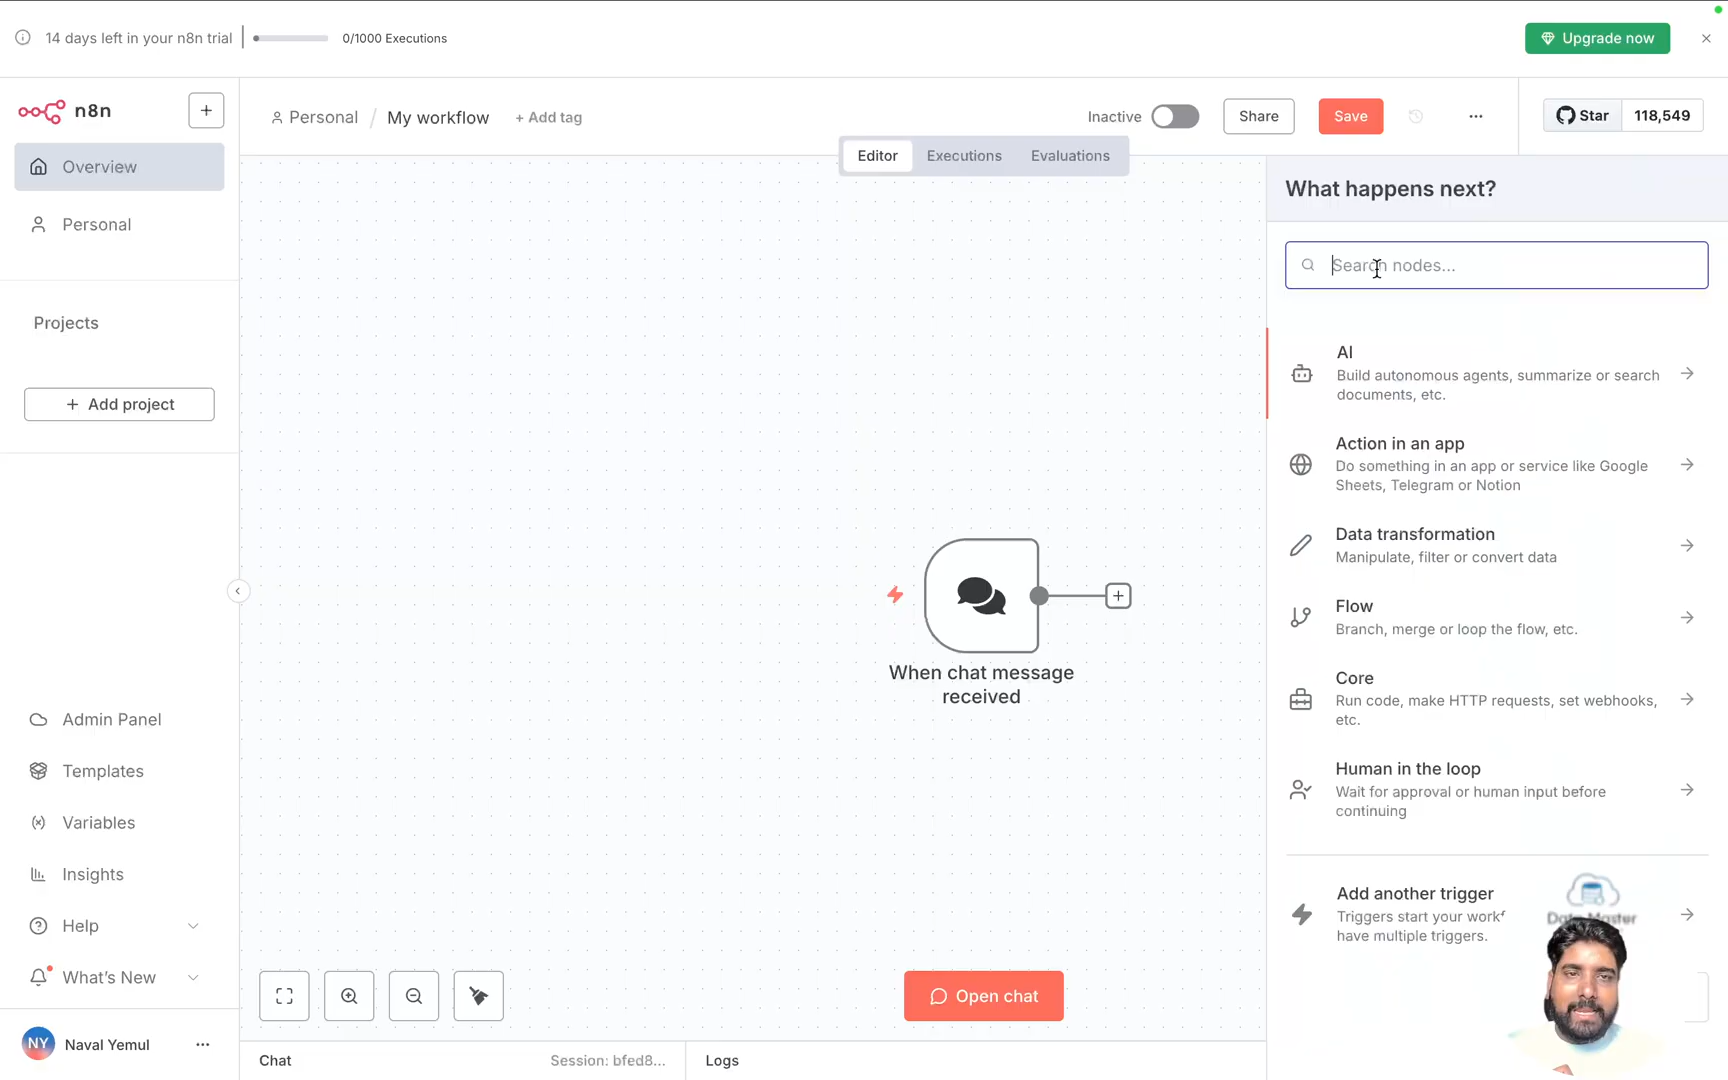 14 days left in your n8n trial
0/1000 Executions
Upgrade now
n8n
Personal / My workflow
+ Add tag
Inactive
Share
Save
Star
118,549
Overview
Personal
Projects
Add project
Admin Panel
Templates
Variables
Insights
Help
What's New
NY
Naval Yemul
Editor
Executions
Evaluations
When chat message
received
Open chat
Chat
Session: bfed8...
Logs
What happens next?
Search nodes...
AI
Build autonomous agents, summarize or search
documents, etc.
Action in an app
Do something in an app or service like Google
Sheets, Telegram or Notion
Data transformation
Manipulate, filter or convert data
Flow
Branch, merge or loop the flow, etc.
Core
Run code, make HTTP requests, set webhooks,
etc.
Human in the loop
Wait for approval or human input before
continuing
Add another trigger
Triggers start your
have multiple triggers.